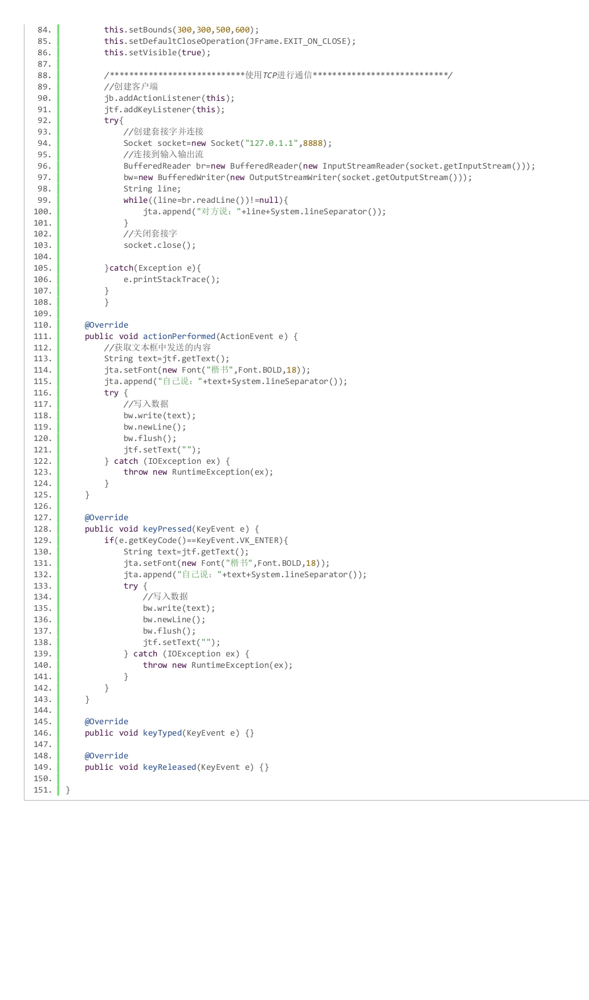 84.         this.setBounds(300,300,500,600);
85.         this.setDefaultCloseOperation(JFrame.EXIT_ON_CLOSE);
86.         this.setVisible(true);
87.
88.         /****************************使用TCP进行通信****************************/
89.         //创建客户端
90.         jb.addActionListener(this);
91.         jtf.addKeyListener(this);
92.         try{
93.             //创建套接字并连接
94.             Socket socket=new Socket("127.0.1.1",8888);
95.             //连接到输入输出流
96.             BufferedReader br=new BufferedReader(new InputStreamReader(socket.getInputStream()));
97.             bw=new BufferedWriter(new OutputStreamWriter(socket.getOutputStream()));
98.             String line;
99.             while((line=br.readLine())!=null){
100.                 jta.append("对方说："+line+System.lineSeparator());
101.             }
102.             //关闭套接字
103.             socket.close();
104.
105.         }catch(Exception e){
106.             e.printStackTrace();
107.         }
108.         }
109.
110.     @Override
111.     public void actionPerformed(ActionEvent e) {
112.         //获取文本框中发送的内容
113.         String text=jtf.getText();
114.         jta.setFont(new Font("楷书",Font.BOLD,18));
115.         jta.append("自己说："+text+System.lineSeparator());
116.         try {
117.             //写入数据
118.             bw.write(text);
119.             bw.newLine();
120.             bw.flush();
121.             jtf.setText("");
122.         } catch (IOException ex) {
123.             throw new RuntimeException(ex);
124.         }
125.     }
126.
127.     @Override
128.     public void keyPressed(KeyEvent e) {
129.         if(e.getKeyCode()==KeyEvent.VK_ENTER){
130.             String text=jtf.getText();
131.             jta.setFont(new Font("楷书",Font.BOLD,18));
132.             jta.append("自己说："+text+System.lineSeparator());
133.             try {
134.                 //写入数据
135.                 bw.write(text);
136.                 bw.newLine();
137.                 bw.flush();
138.                 jtf.setText("");
139.             } catch (IOException ex) {
140.                 throw new RuntimeException(ex);
141.             }
142.         }
143.     }
144.
145.     @Override
146.     public void keyTyped(KeyEvent e) {}
147.
148.     @Override
149.     public void keyReleased(KeyEvent e) {}
150.
151. }